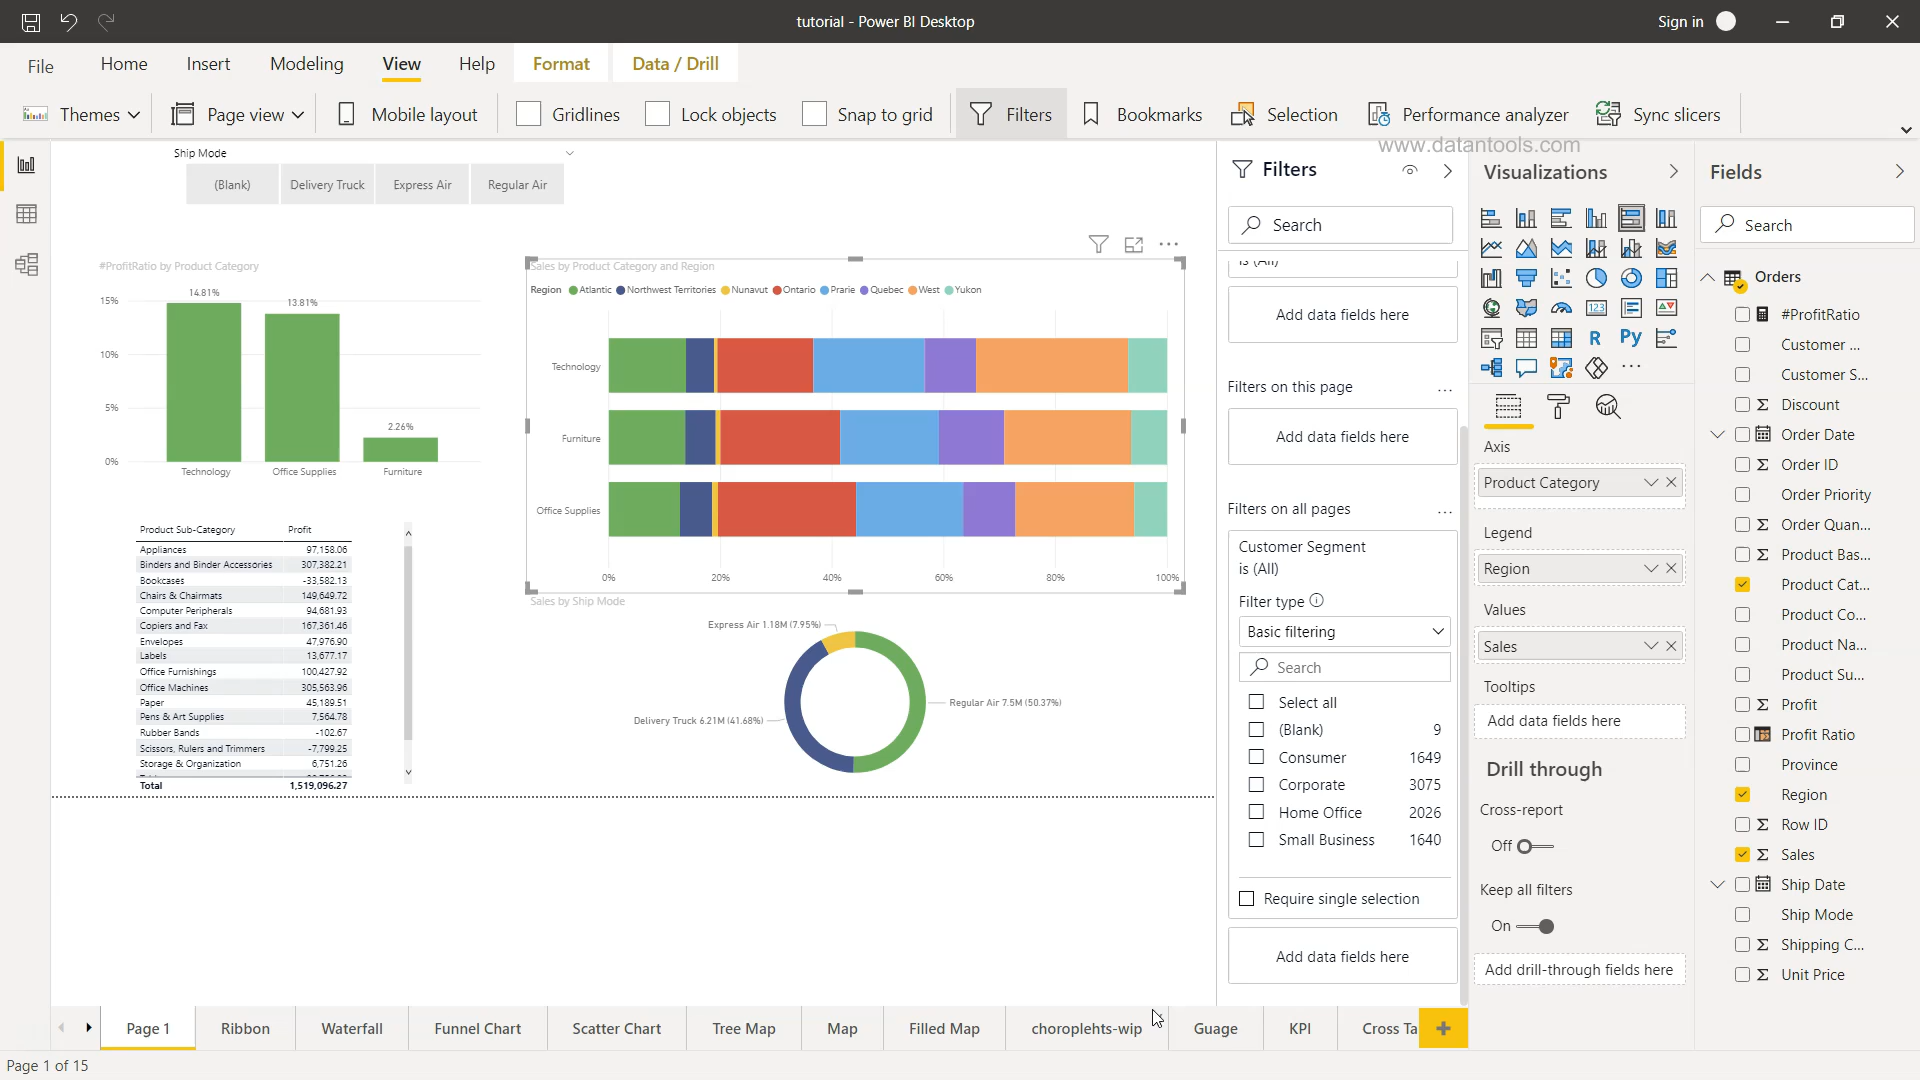 tutorial - Power BI Desktop
Sign in
File Home Insert Modeling View Help Format Data / Drill
Themes Page view Mobile layout Gridlines Lock objects Snap to grid Filters Bookmarks Selection Performance analyzer Sync slicers
www.datantools.com
Ship Mode
(Blank) Delivery Truck Express Air Regular Air
#ProfitRatio by Product Category
15%
10%
5%
0%
14.81%
13.81%
2.26%
Technology Office Supplies Furniture
Sales by Product Category and Region
Region Atlantic Northwest Territories Nunavut Ontario Prarie Quebec West Yukon
Technology
Furniture
Office Supplies
0% 20% 40% 60% 80% 100%
Product Sub-Category Profit
Appliances 97,158.06
Binders and Binder Accessories 307,382.21
Bookcases -33,582.13
Chairs & Chairmats 149,649.72
Computer Peripherals 94,681.93
Copiers and Fax 167,361.46
Envelopes 47,976.90
Labels 13,677.17
Office Furnishings 100,427.92
Office Machines 305,563.96
Paper 45,189.51
Pens & Art Supplies 7,564.78
Rubber Bands -102.67
Scissors, Rulers and Trimmers -7,799.25
Storage & Organization 6,751.26
Total 1,519,096.27
Sales by Ship Mode
Express Air 1.18M (7.95%)
Regular Air 7.5M (50.37%)
Delivery Truck 6.21M (41.68%)
Filters
Search
is (All)
Add data fields here
Filters on this page ...
Add data fields here
Filters on all pages ...
Customer Segment
is (All)
Filter type
Basic filtering
Search
Select all
(Blank) 9
Consumer 1649
Corporate 3075
Home Office 2026
Small Business 1640
Require single selection
Add data fields here
Visualizations
123
R Py
...
Axis
Product Category
Legend
Region
Values
Sales
Tooltips
Add data fields here
Drill through
Cross-report
Off
Keep all filters
On
Add drill-through fields here
Fields
Search
Orders
#ProfitRatio
Customer ...
Customer S...
Discount
Order Date
Order ID
Order Priority
Order Quan...
Product Bas...
Product Cat...
Product Co...
Product Na...
Product Su...
Profit
Profit Ratio
Province
Region
Row ID
Sales
Ship Date
Ship Mode
Shipping C...
Unit Price
Page 1 Ribbon Waterfall Funnel Chart Scatter Chart Tree Map Map Filled Map choroplehts-wip Guage KPI Cross Ta
Page 1 of 15